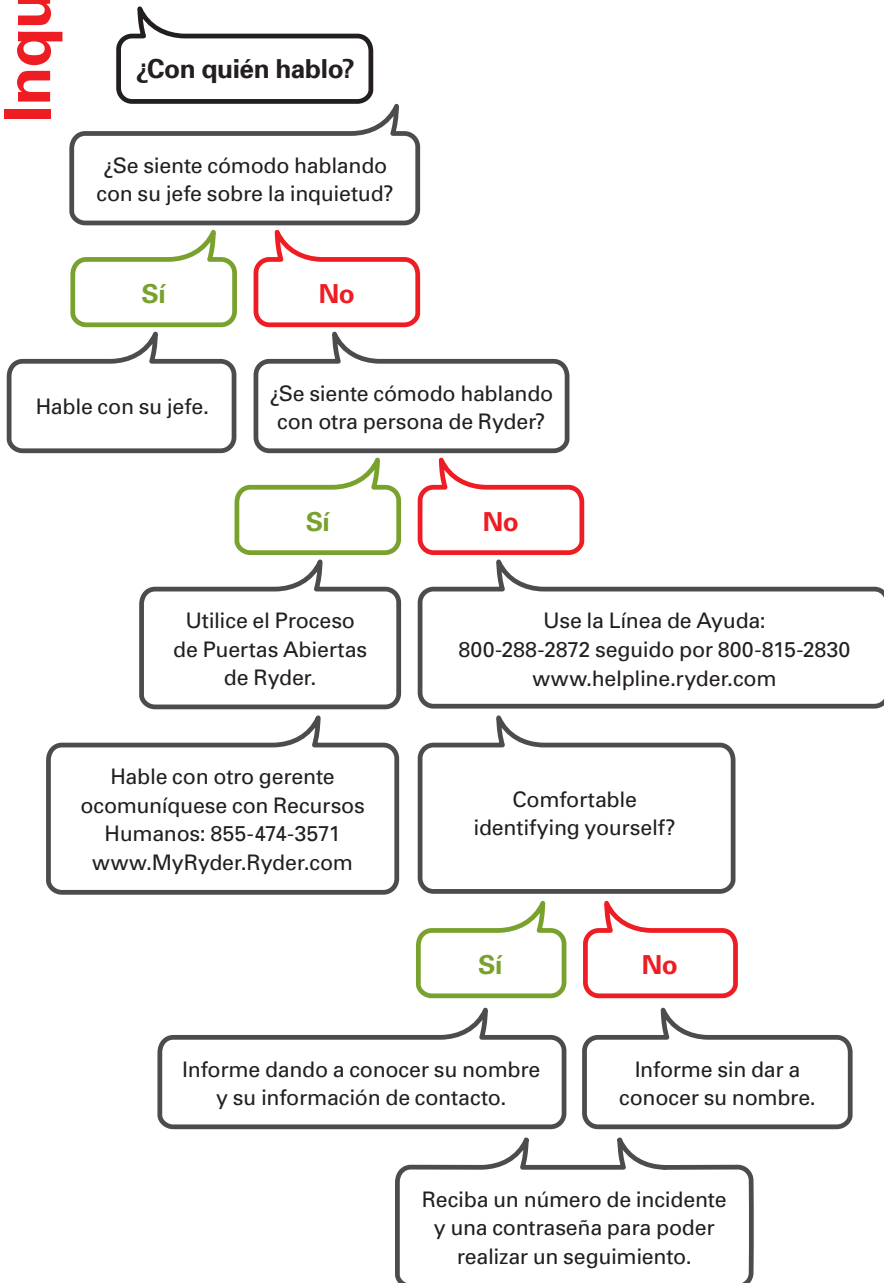 ¿Con quién hablo?
¿Se siente cómodo hablando
con su jefe sobre la inquietud?
Sí
No
Hable con su jefe.
¿Se siente cómodo hablando
con otra persona de Ryder?
Sí
No
Utilice el Proceso
de Puertas Abiertas
de Ryder.
Use la Línea de Ayuda:
800-288-2872 seguido por 800-815-2830
www.helpline.ryder.com
Hable con otro gerente
ocomuníquese con Recursos
Humanos: 855-474-3571
www.MyRyder.Ryder.com
Comfortable
identifying yourself?
Sí
No
Informe dando a conocer su nombre
y su información de contacto.
Informe sin dar a
conocer su nombre.
Reciba un número de incidente
y una contraseña para poder
realizar un seguimiento.